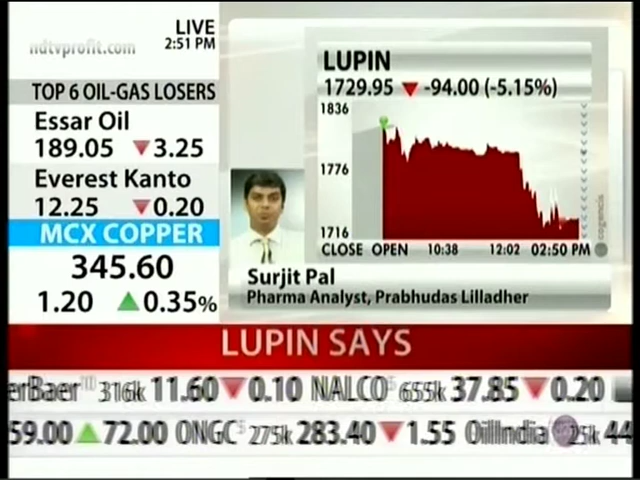 ndtvprofit.com
LIVE
2:51 PM
TOP 6 OIL-GAS LOSERS
Essar Oil
189.05 ▼3.25
Everest Kanto
12.25 ▼0.20
MCX COPPER
345.60
1.20 ▲0.35%
LUPIN
1729.95 ▼ -94.00 (-5.15%)
1836
1776
1716
CLOSE OPEN 10:38 12:02 02:50 PM
cogencis
Surjit Pal
Pharma Analyst, Prabhudas Lilladher
LUPIN SAYS
erBaer 316k 11.60 ▼ 0.10 NALCO 655k 37.85 ▼ 0.20
59.00 ▲ 72.00 ONGC 275k 283.40 ▼ 1.55 OilIndia 25k 44